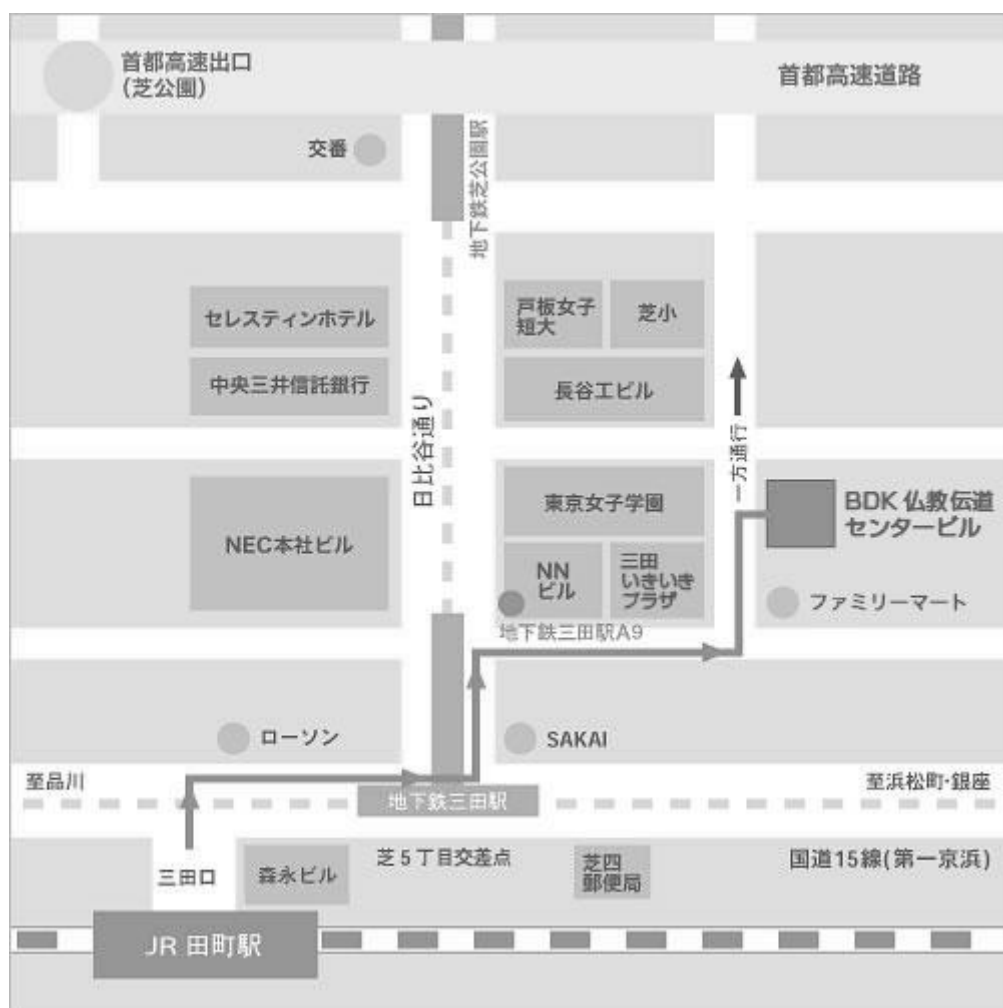 首都高速出口
(芝公園)
首都高速道路
交番
地下鉄芝公園駅
セレスティンホテル
戸板女子
短大
芝小
中央三井信託銀行
長谷工ビル
日比谷通り
一方通行
NEC本社ビル
東京女子学園
BDK 仏教伝道
センタービル
NN
ビル
三田
いきいき
プラザ
ファミリーマート
地下鉄三田駅A9
ローソン
SAKAI
至品川
至浜松町・銀座
地下鉄三田駅
三田口
森永ビル
芝5丁目交差点
芝四
郵便局
国道15線(第一京浜)
JR 田町駅